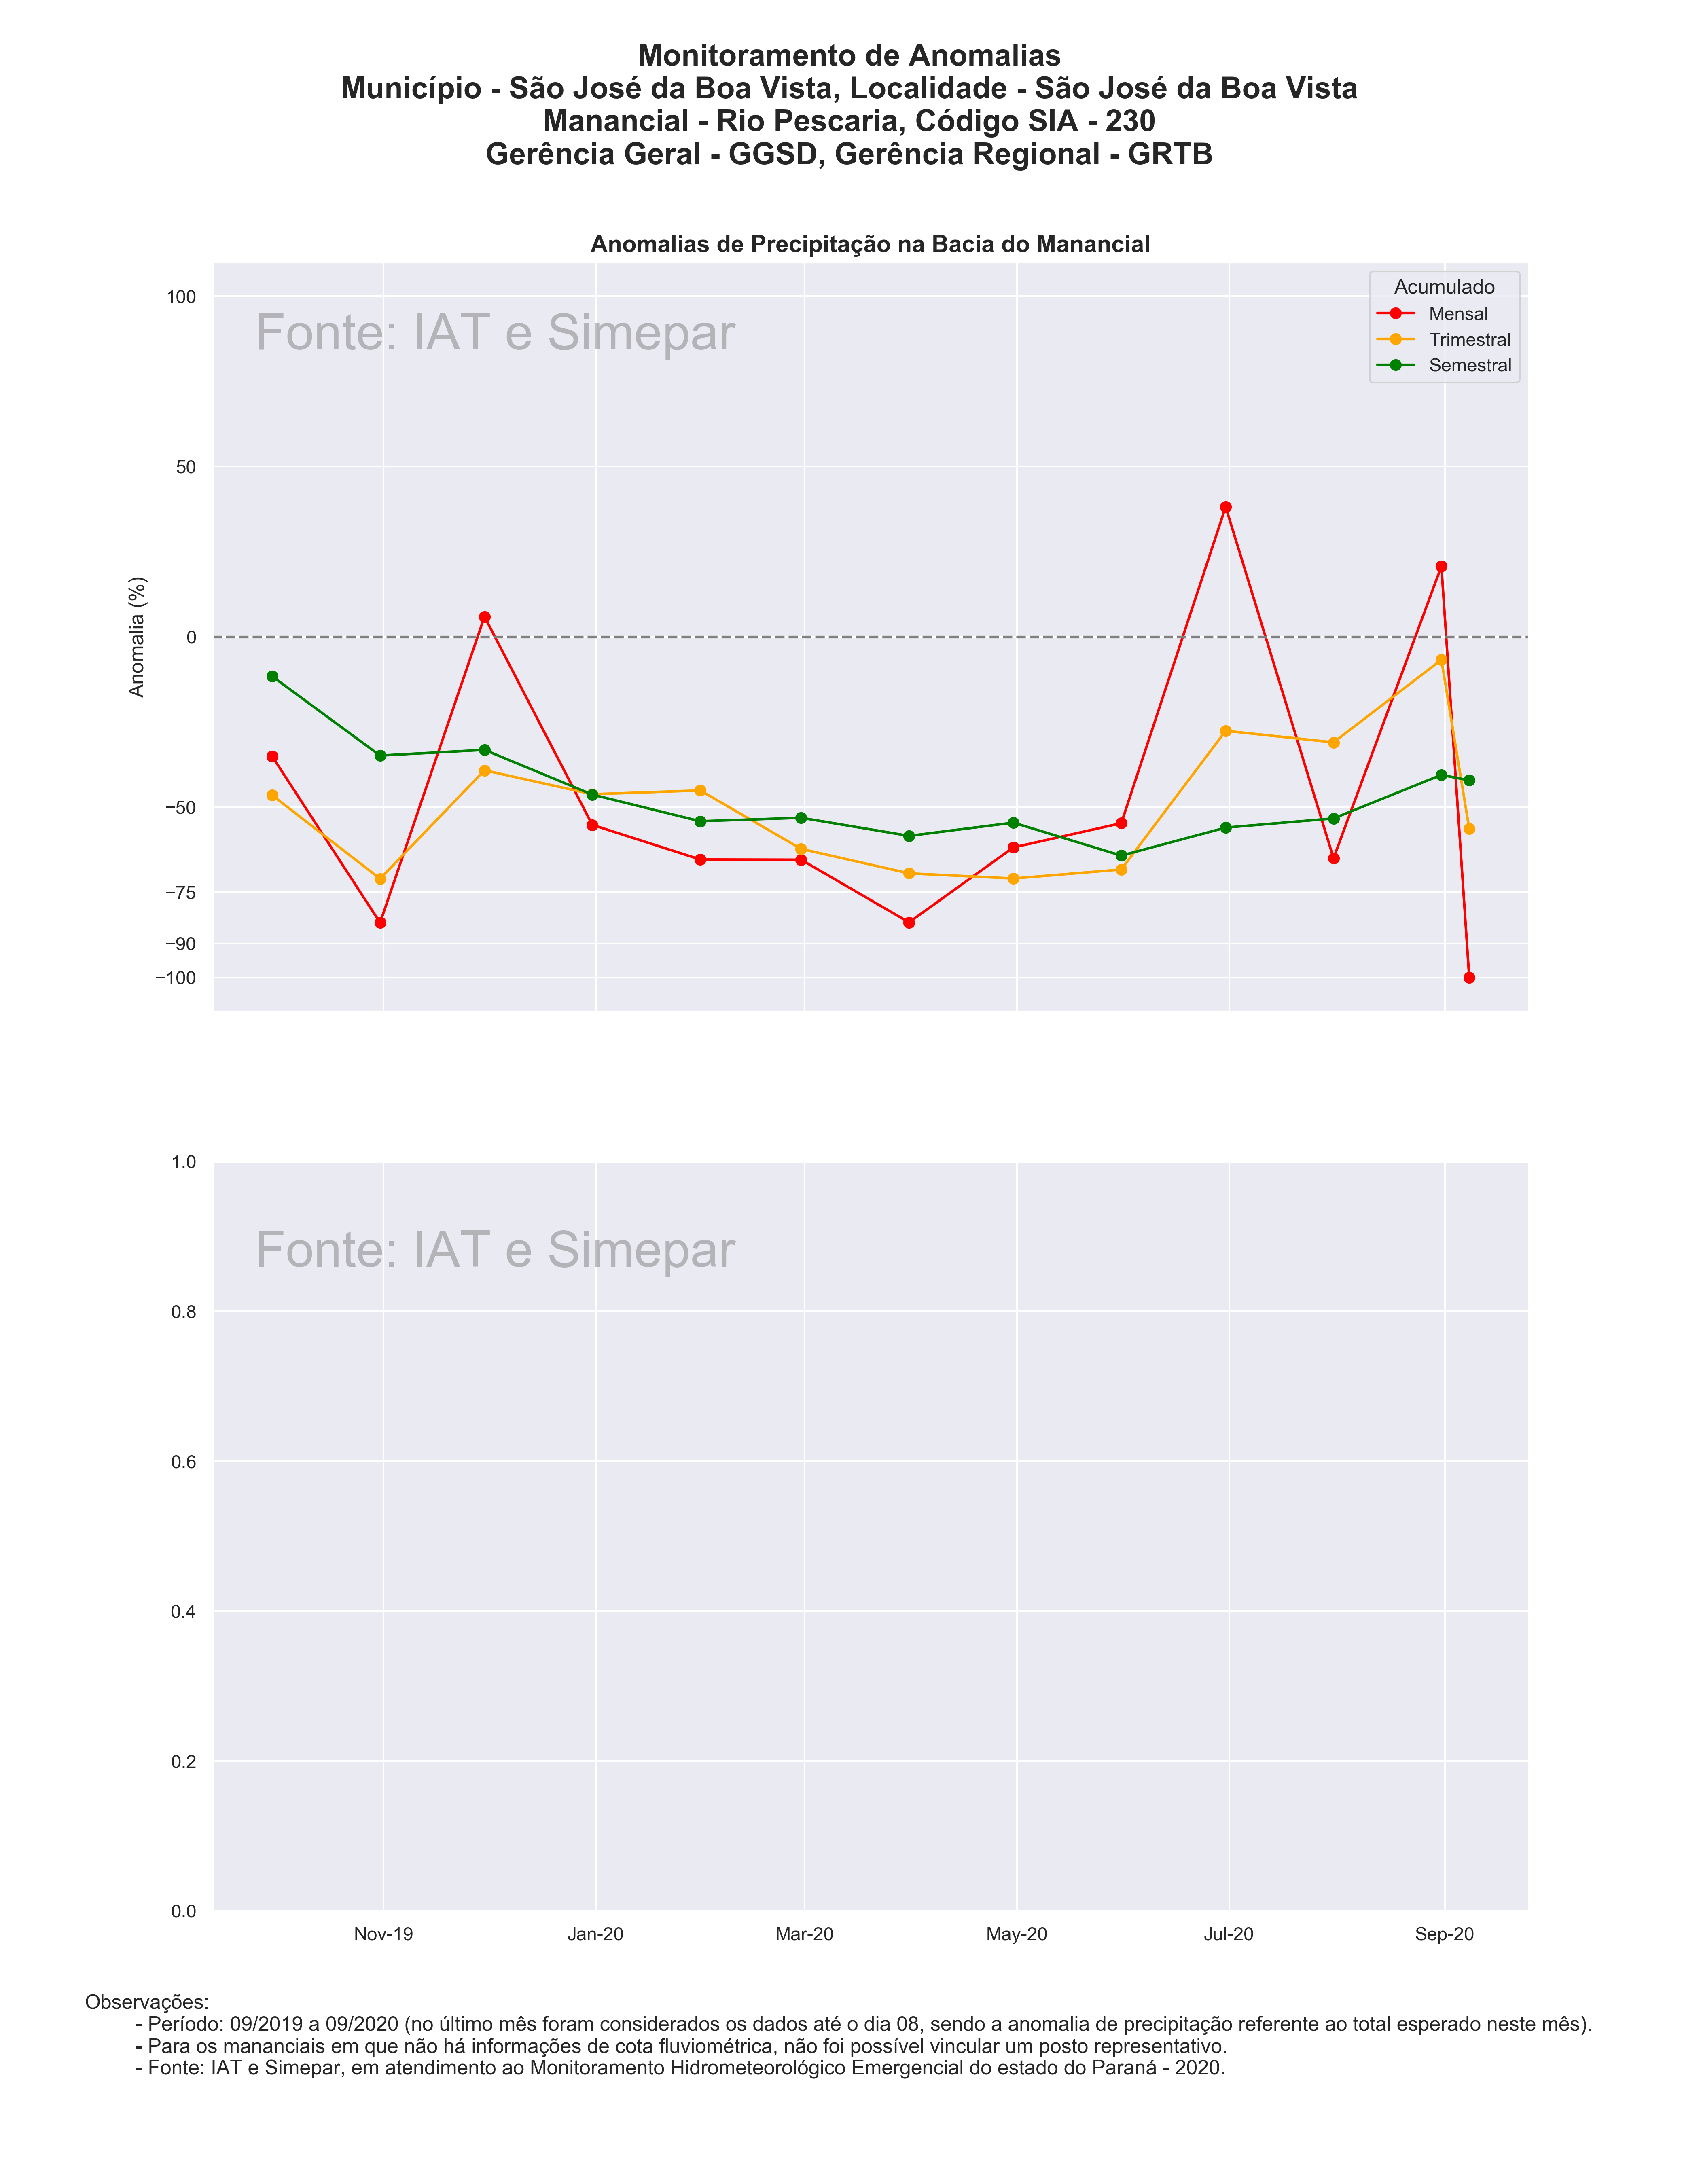 Monitoramento de Anomalias
Município - São José da Boa Vista, Localidade - São José da Boa Vista
Manancial - Rio Pescaria, Código SIA - 230
Gerência Geral - GGSD, Gerência Regional - GRTB
Anomalias de Precipitação na Bacia do Manancial
Fonte: IAT e Simepar
Acumulado
Mensal
Trimestral
Semestral
Anomalia (%)
100
50
0
−50
−75
−90
−100
Fonte: IAT e Simepar
1.0
0.8
0.6
0.4
0.2
0.0
Nov-19 Jan-20 Mar-20 May-20 Jul-20 Sep-20
Observações:
- Período: 09/2019 a 09/2020 (no último mês foram considerados os dados até o dia 08, sendo a anomalia de precipitação referente ao total esperado neste mês).
- Para os mananciais em que não há informações de cota fluviométrica, não foi possível vincular um posto representativo.
- Fonte: IAT e Simepar, em atendimento ao Monitoramento Hidrometeorológico Emergencial do estado do Paraná - 2020.